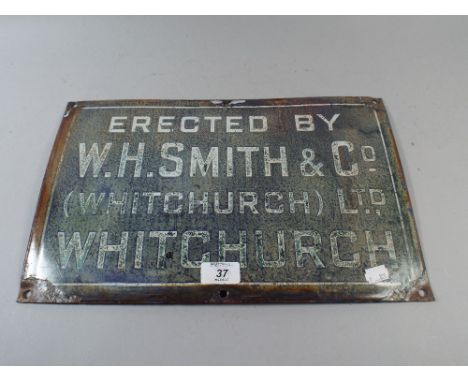 ERECTED BY
W.H.SMITH & Cº.
(WHITCHURCH) LTD
WHITCHURCH
37